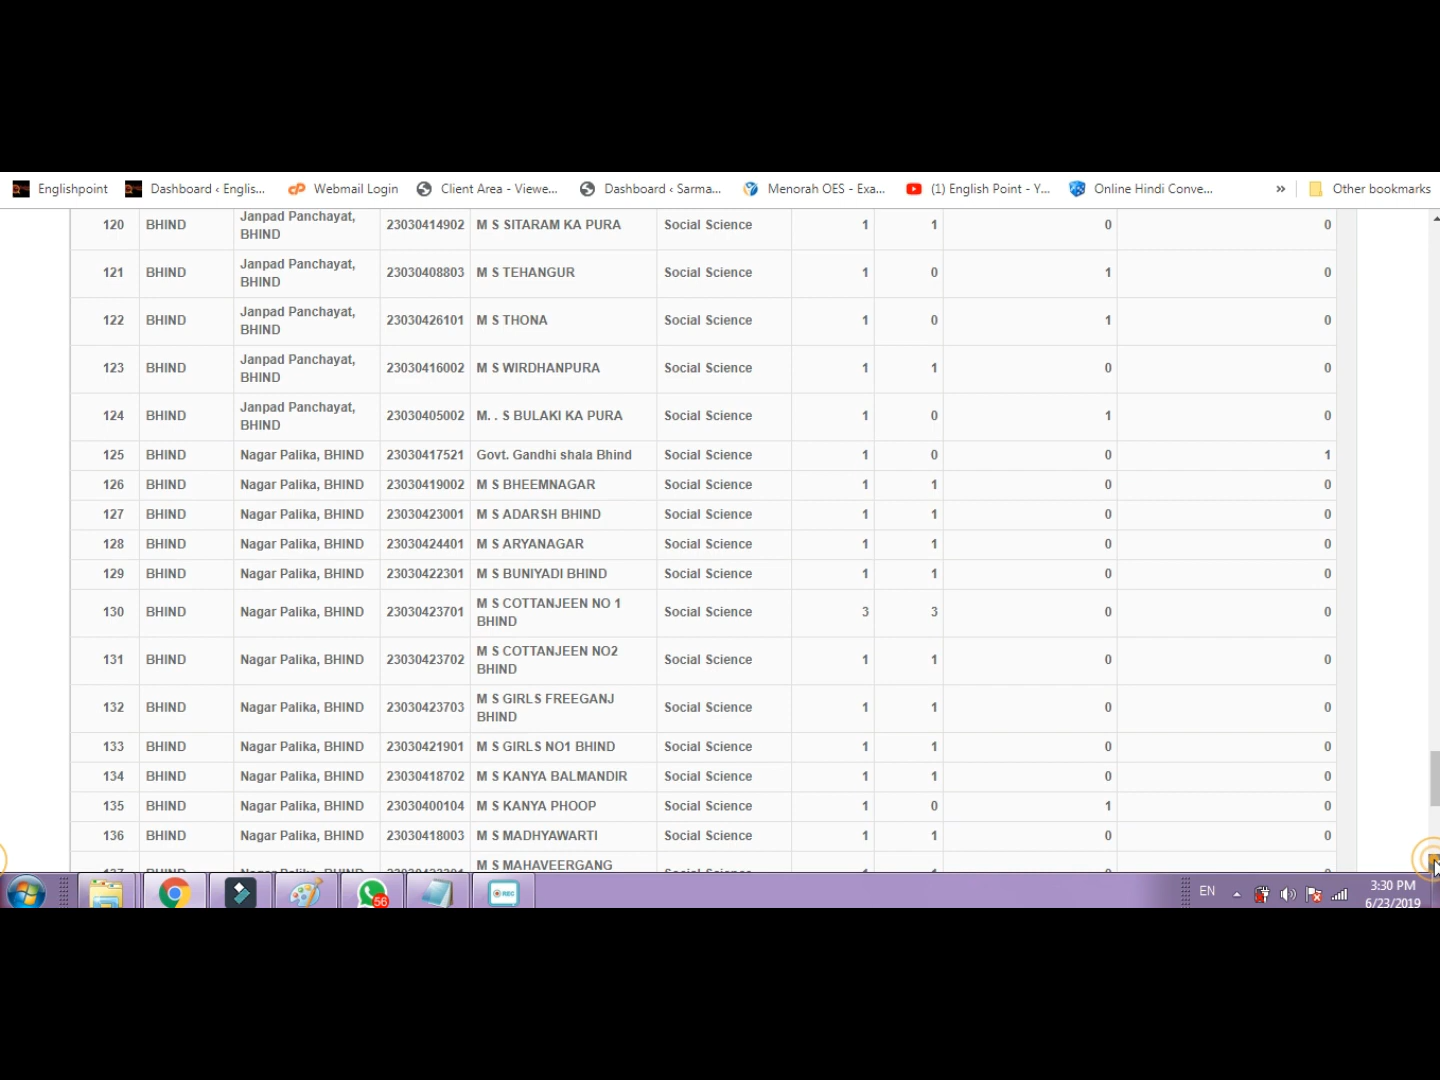 Englishpoint Dashboard ‹ Englis... Webmail Login Client Area - Viewe... Dashboard ‹ Sarma... Menorah OES - Exa... (1) English Point - Y... Online Hindi Conve... » Other bookmarks
120 BHIND Janpad Panchayat, BHIND 23030414902 M S SITARAM KA PURA Social Science 1 1 0 0
121 BHIND Janpad Panchayat, BHIND 23030408803 M S TEHANGUR Social Science 1 0 1 0
122 BHIND Janpad Panchayat, BHIND 23030426101 M S THONA Social Science 1 0 1 0
123 BHIND Janpad Panchayat, BHIND 23030416002 M S WIRDHANPURA Social Science 1 1 0 0
124 BHIND Janpad Panchayat, BHIND 23030405002 M. . S BULAKI KA PURA Social Science 1 0 1 0
125 BHIND Nagar Palika, BHIND 23030417521 Govt. Gandhi shala Bhind Social Science 1 0 0 1
126 BHIND Nagar Palika, BHIND 23030419002 M S BHEEMNAGAR Social Science 1 1 0 0
127 BHIND Nagar Palika, BHIND 23030423001 M S ADARSH BHIND Social Science 1 1 0 0
128 BHIND Nagar Palika, BHIND 23030424401 M S ARYANAGAR Social Science 1 1 0 0
129 BHIND Nagar Palika, BHIND 23030422301 M S BUNIYADI BHIND Social Science 1 1 0 0
130 BHIND Nagar Palika, BHIND 23030423701 M S COTTANJEEN NO 1 BHIND Social Science 3 3 0 0
131 BHIND Nagar Palika, BHIND 23030423702 M S COTTANJEEN NO2 BHIND Social Science 1 1 0 0
132 BHIND Nagar Palika, BHIND 23030423703 M S GIRLS FREEGANJ BHIND Social Science 1 1 0 0
133 BHIND Nagar Palika, BHIND 23030421901 M S GIRLS NO1 BHIND Social Science 1 1 0 0
134 BHIND Nagar Palika, BHIND 23030418702 M S KANYA BALMANDIR Social Science 1 1 0 0
135 BHIND Nagar Palika, BHIND 23030400104 M S KANYA PHOOP Social Science 1 0 1 0
136 BHIND Nagar Palika, BHIND 23030418003 M S MADHYAWARTI Social Science 1 1 0 0
M S MAHAVEERGANG
56 REC EN 3:30 PM
6/23/2019